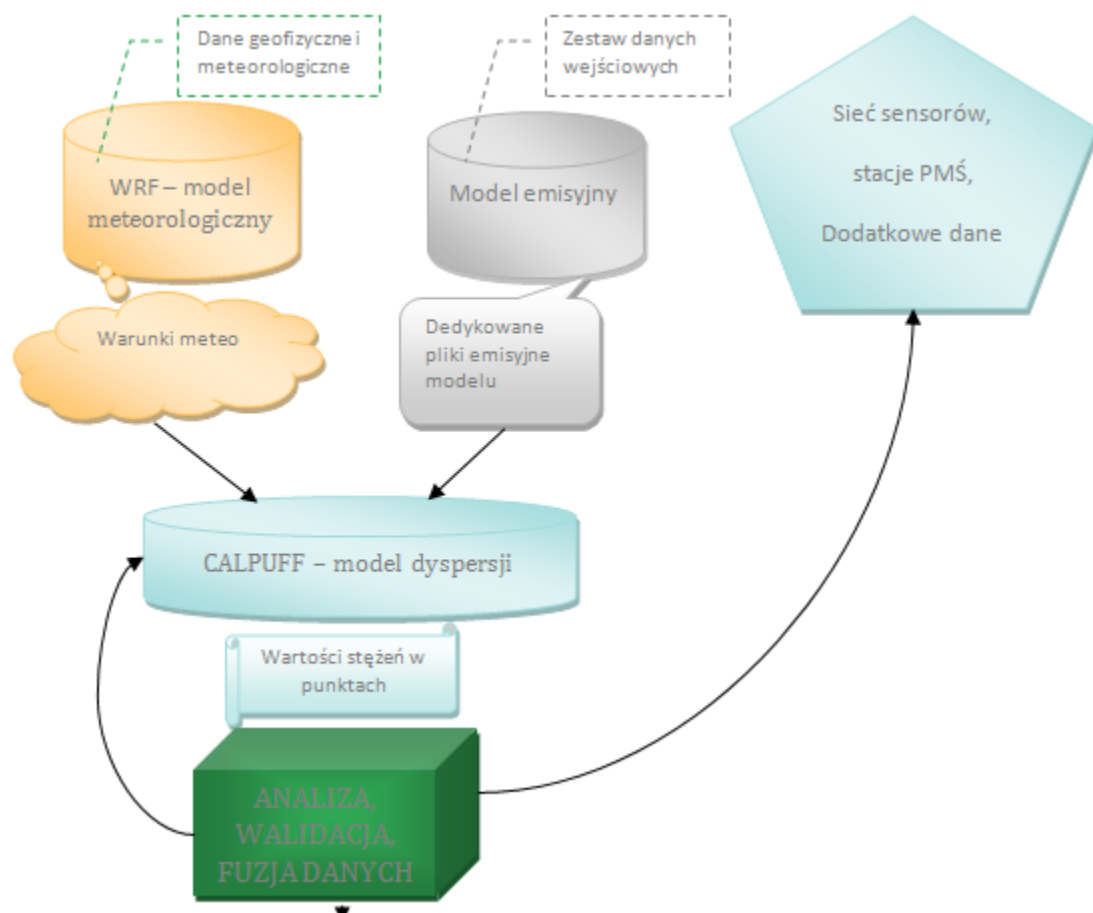 Dane geofizyczne i
meteorologiczne
Zestaw danych
wejściowych
WRF – model
meteorologiczny
Model emisyjny
Sieć sensorów,
stacje PMŚ,
Dodatkowe dane
Warunki meteo
Dedykowane
pliki emisyjne
modelu
CALPUFF – model dyspersji
Wartości stężeń w
punktach
ANALIZA,
WALIDACJA,
FUZJA DANYCH